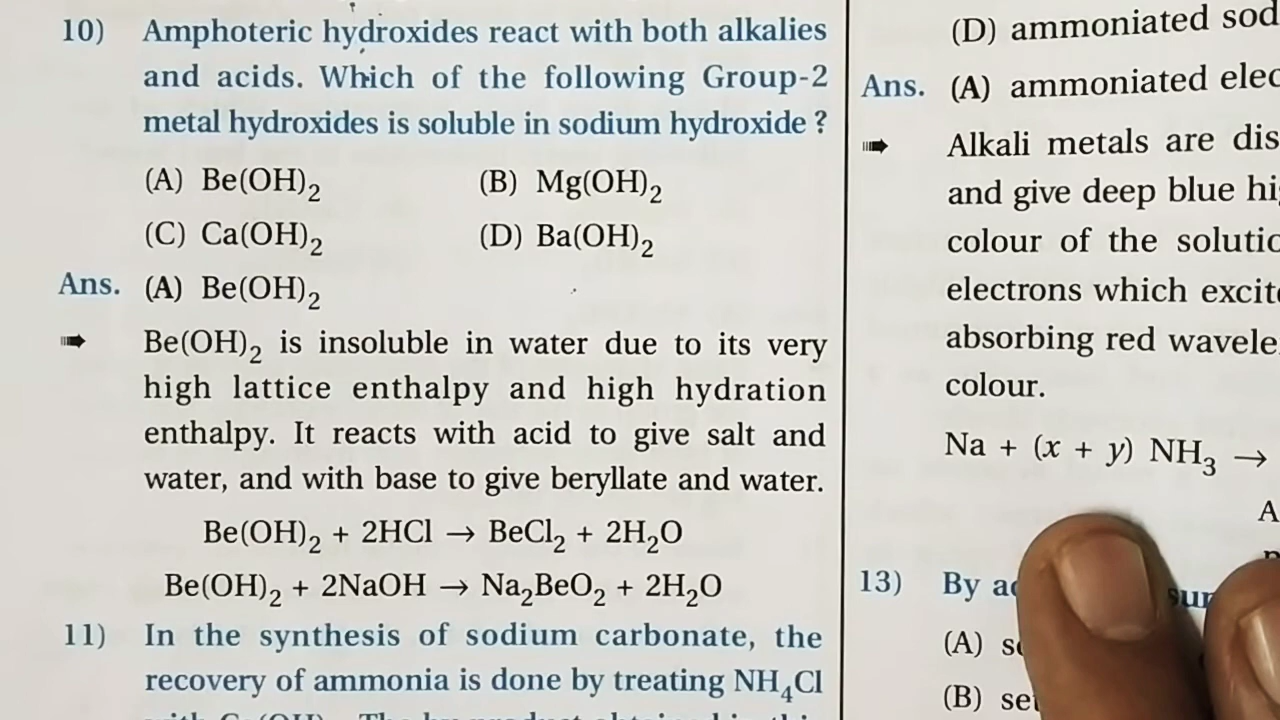 10) Amphoteric hydroxides react with both alkalies
and acids. Which of the following Group-2
metal hydroxides is soluble in sodium hydroxide ?
(A) Be(OH)₂ (B) Mg(OH)₂
(C) Ca(OH)₂ (D) Ba(OH)₂
Ans. (A) Be(OH)₂
➠ Be(OH)₂ is insoluble in water due to its very
high lattice enthalpy and high hydration
enthalpy. It reacts with acid to give salt and
water, and with base to give beryllate and water.
Be(OH)₂ + 2HCl → BeCl₂ + 2H₂O
Be(OH)₂ + 2NaOH → Na₂BeO₂ + 2H₂O
11) In the synthesis of sodium carbonate, the
recovery of ammonia is done by treating NH₄Cl
(D) ammoniated sod
Ans. (A) ammoniated elec
➠ Alkali metals are dis
and give deep blue hi
colour of the solutio
electrons which excit
absorbing red wavele
colour.
Na + (x + y) NH₃ →
A
13) By
(A)
(B)